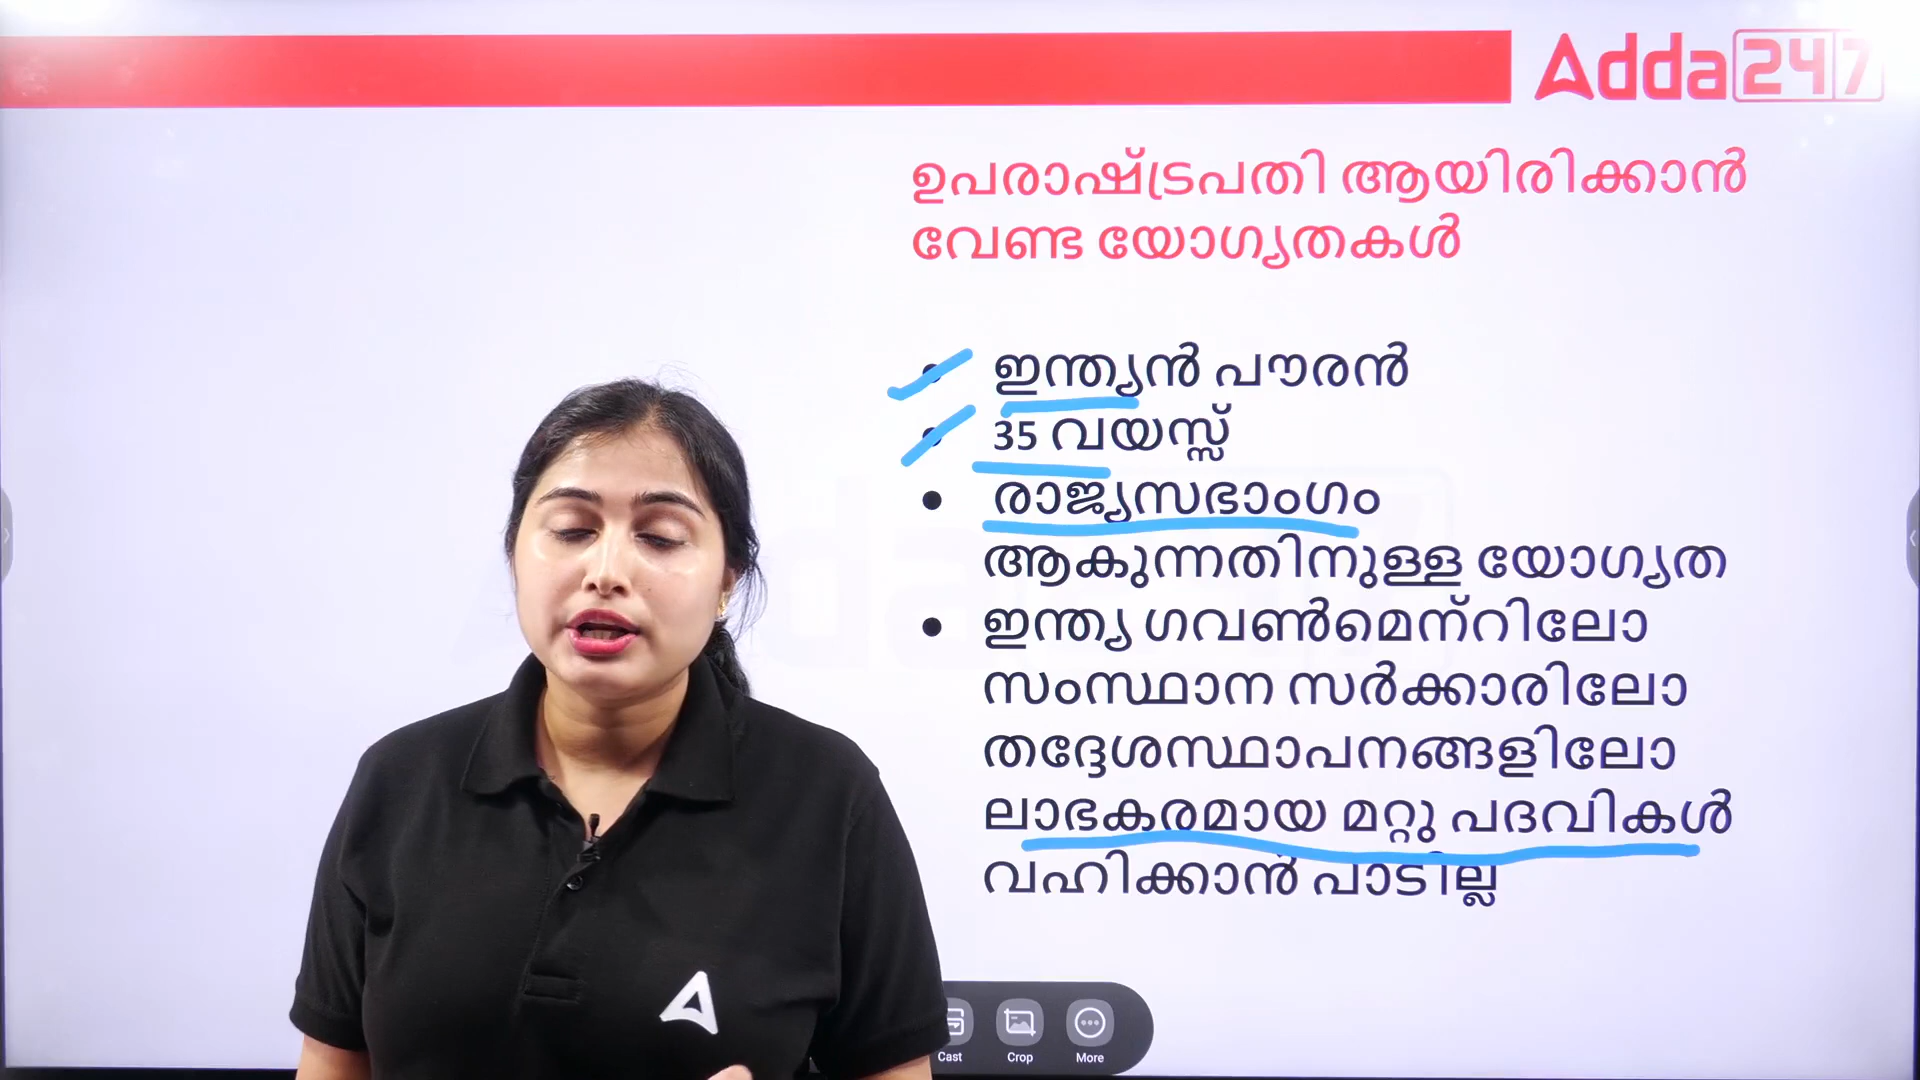 Adda247
ഉപരാഷ്ട്രപതി ആയിരിക്കാൻ
വേണ്ട യോഗ്യതകൾ
• ഇന്ത്യൻ പൗരൻ
• 35 വയസ്സ്
• രാജ്യസഭാംഗം
ആകുന്നതിനുള്ള യോഗ്യത
• ഇന്ത്യ ഗവൺമെന്റിലോ
സംസ്ഥാന സർക്കാരിലോ
തദ്ദേശസ്ഥാപനങ്ങളിലോ
ലാഭകരമായ മറ്റു പദവികൾ
വഹിക്കാൻ പാടില്ല
Cast Crop More